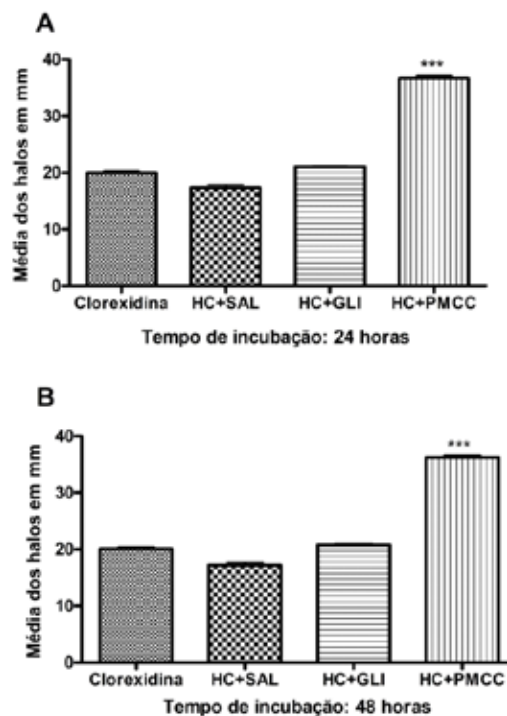 A
Média dos halos em mm
40
30
20
10
0
***
Clorexidina HC+SAL HC+GLI HC+PMCC
Tempo de incubação: 24 horas
B
Média dos halos em mm
40
30
20
10
0
***
Clorexidina HC+SAL HC+GLI HC+PMCC
Tempo de incubação: 48 horas